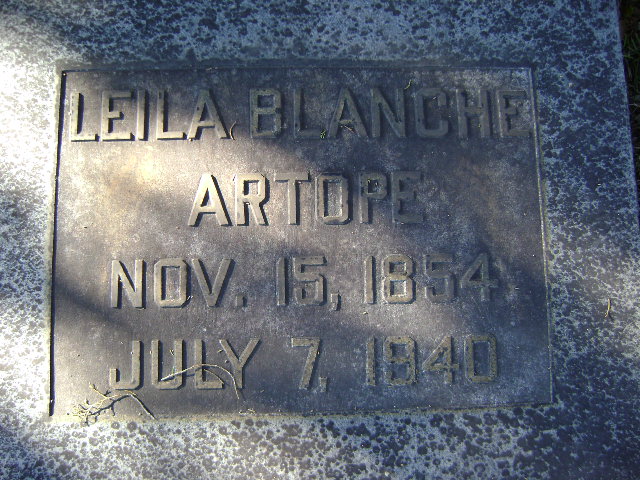 LEILA BLANCHE
ARTOPE
NOV. 15, 1854
JULY 7, 1940